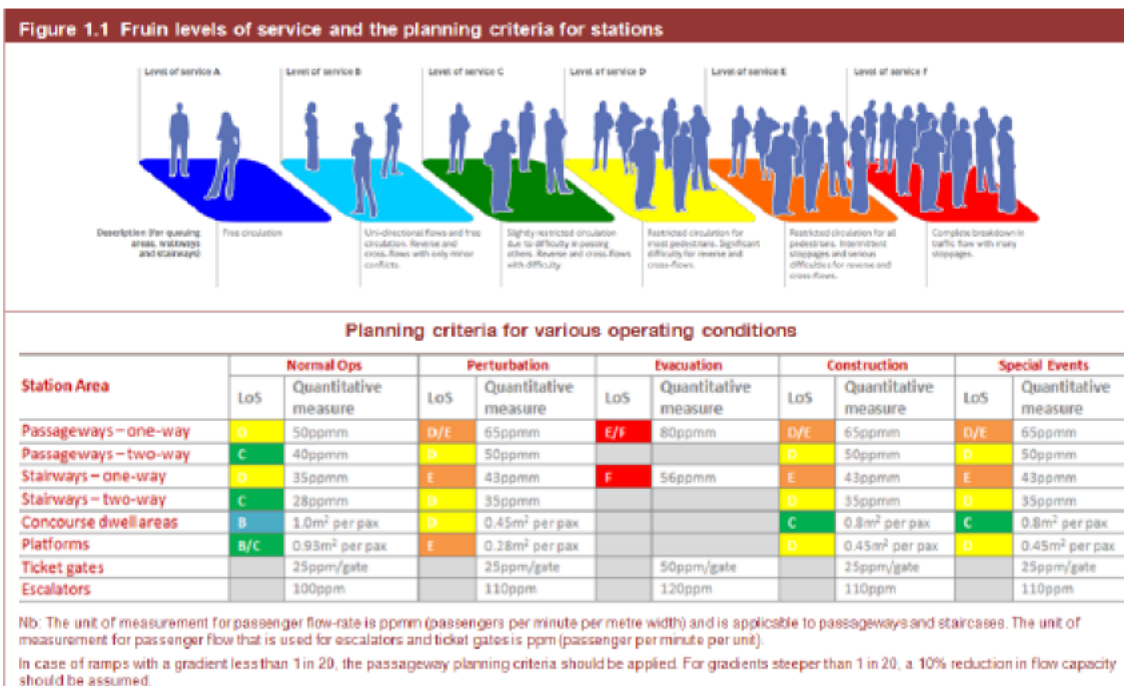 Figure 1.1 Fruin levels of service and the planning criteria for stations
Level of service A Level of service B Level of service C Level of service D Level of service E Level of service F
Description (for queuing areas, walkways and stairways)
Free circulation
Uni-directional flows and free circulation. Reverse and cross-flows with only minor conflicts.
Slightly restricted circulation due to difficulty in passing others. Reverse and cross-flows with difficulty.
Restricted circulation for most pedestrians. Significant difficulty for reverse and cross-flows.
Restricted circulation for all pedestrians. Intermittent stoppages and serious difficulties for reverse and cross-flows.
Complete breakdown in traffic flow with many stoppages.
Planning criteria for various operating conditions
Normal Ops Perturbation Evacuation Construction Special Events
Station Area LoS Quantitative measure LoS Quantitative measure LoS Quantitative measure LoS Quantitative measure LoS Quantitative measure
Passageways – one-way D 50ppmm D/E 65ppmm E/F 80ppmm D/E 65ppmm D/E 65ppmm
Passageways – two-way C 40ppmm D 50ppmm D 50ppmm D 50ppmm
Stairways – one-way D 35ppmm E 43ppmm F 56ppmm E 43ppmm E 43ppmm
Stairways – two-way C 28ppmm D 35ppmm D 35ppmm D 35ppmm
Concourse dwell areas B 1.0m² per pax D 0.45m² per pax C 0.8m² per pax C 0.8m² per pax
Platforms B/C 0.93m² per pax E 0.28m² per pax D 0.45m² per pax D 0.45m² per pax
Ticket gates 25ppm/gate 25ppm/gate 50ppm/gate 25ppm/gate 25ppm/gate
Escalators 100ppm 110ppm 120ppm 110ppm 110ppm
Nb: The unit of measurement for passenger flow-rate is ppmm (passengers per minute per metre width) and is applicable to passageways and staircases. The unit of
measurement for passenger flow that is used for escalators and ticket gates is ppm (passenger per minute per unit).
In case of ramps with a gradient less than 1 in 20, the passageway planning criteria should be applied. For gradients steeper than 1 in 20, a 10% reduction in flow capacity
should be assumed.